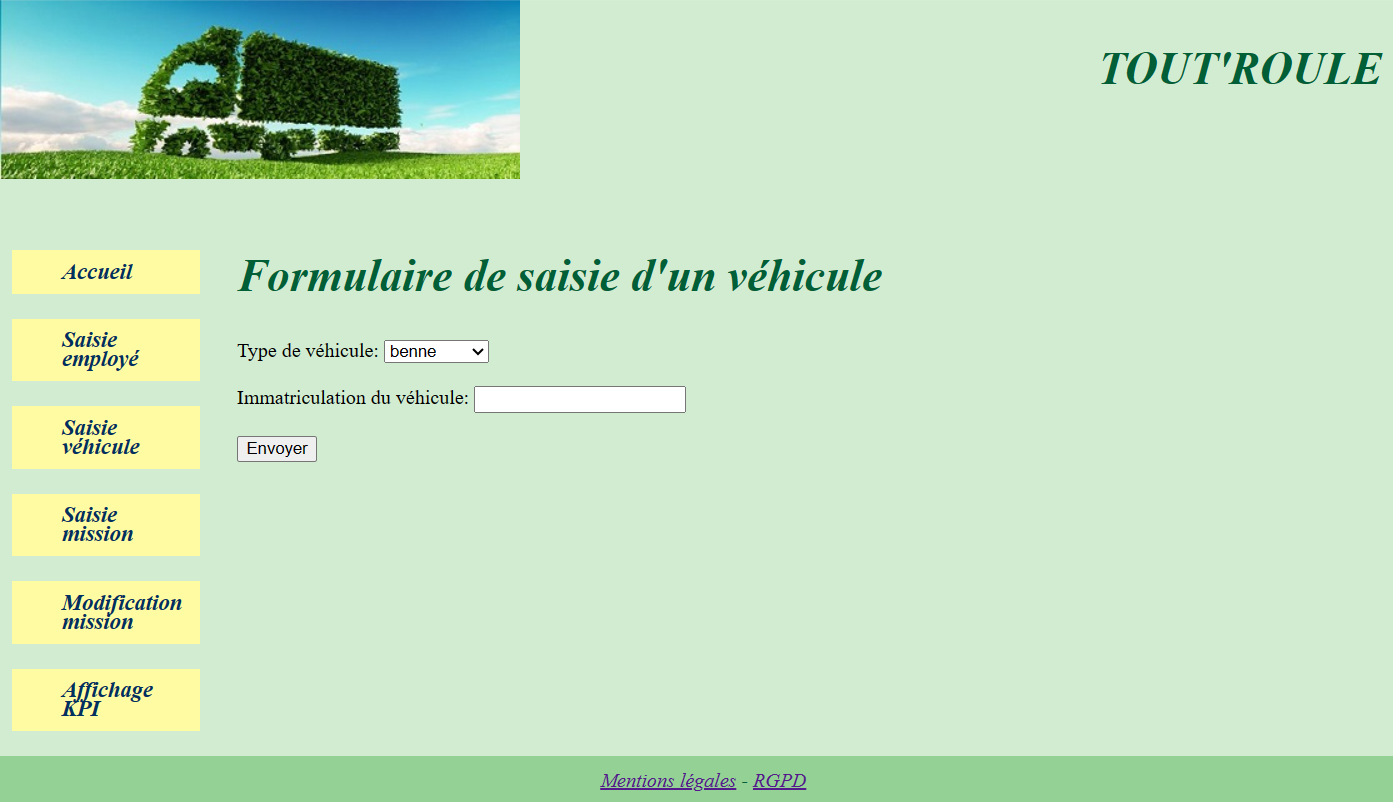 TOUT'ROULE
Accueil
Saisie
employé
Saisie
véhicule
Saisie
mission
Modification
mission
Affichage
KPI
Formulaire de saisie d'un véhicule
Type de véhicule: benne
Immatriculation du véhicule:
Envoyer
Mentions légales - RGPD